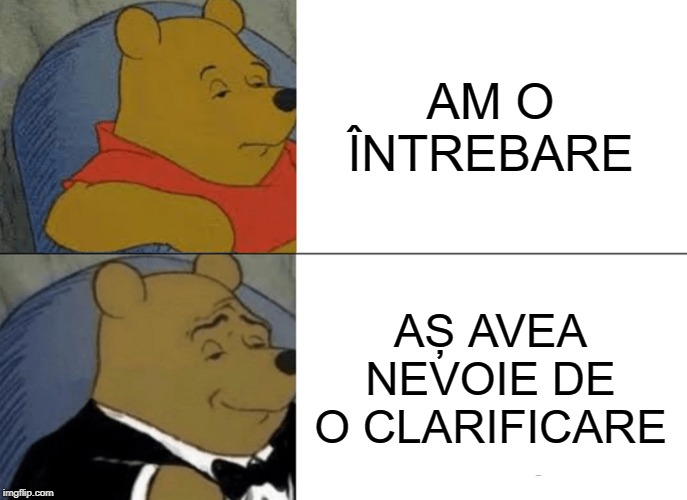 AM O
ÎNTREBARE
AȘ AVEA
NEVOIE DE
O CLARIFICARE
imgflip.com